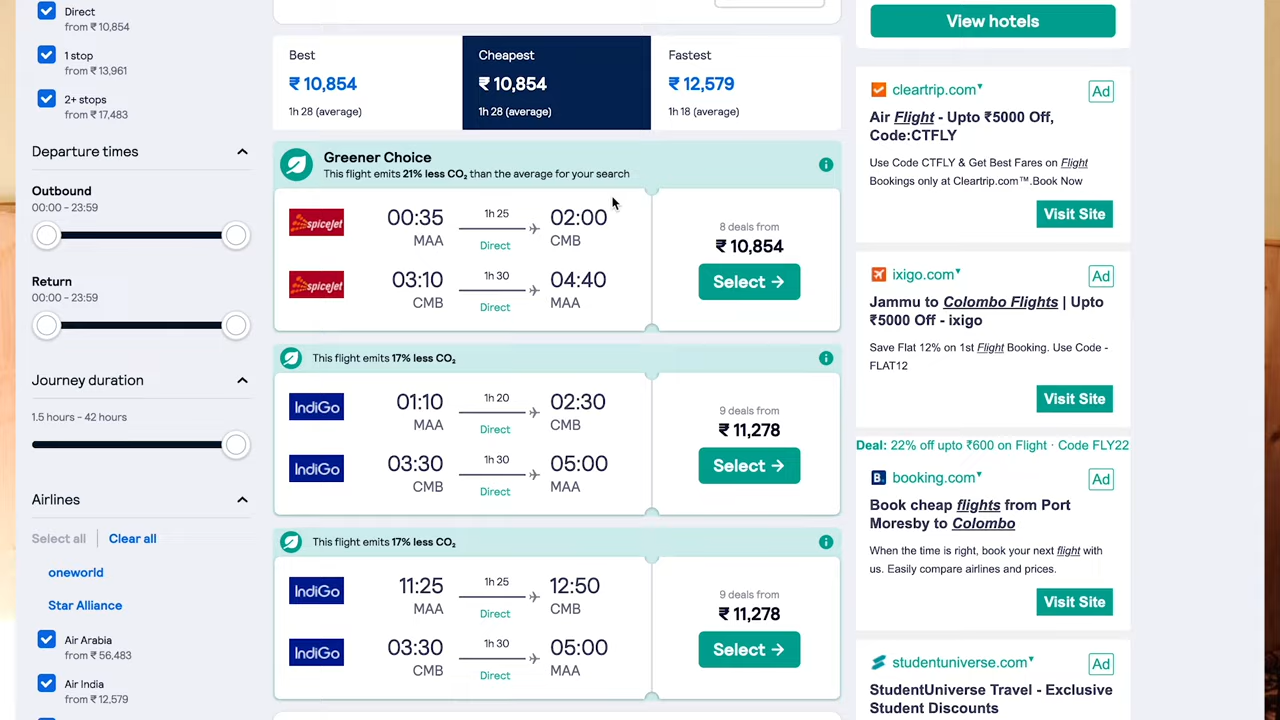 Direct
from ₹ 10,854
1 stop
from ₹ 13,961
2+ stops
from ₹ 17,483
Departure times
Outbound
00:00 - 23:59
Return
00:00 - 23:59
Journey duration
1.5 hours - 42 hours
Airlines
Select all
Clear all
oneworld
Star Alliance
Air Arabia
from ₹ 56,483
Air India
from ₹ 12,579
Best
₹ 10,854
1h 28 (average)
Cheapest
₹ 10,854
1h 28 (average)
Fastest
₹ 12,579
1h 18 (average)
Greener Choice
This flight emits 21% less CO₂ than the average for your search
spicejet
00:35
MAA
1h 25
Direct
02:00
CMB
spicejet
03:10
CMB
1h 30
Direct
04:40
MAA
8 deals from
₹ 10,854
Select →
This flight emits 17% less CO₂
IndiGo
01:10
MAA
1h 20
Direct
02:30
CMB
IndiGo
03:30
CMB
1h 30
Direct
05:00
MAA
9 deals from
₹ 11,278
Select →
This flight emits 17% less CO₂
IndiGo
11:25
MAA
1h 25
Direct
12:50
CMB
IndiGo
03:30
CMB
1h 30
Direct
05:00
MAA
9 deals from
₹ 11,278
Select →
View hotels
cleartrip.com
Ad
Air Flight - Upto ₹5000 Off,
Code:CTFLY
Use Code CTFLY & Get Best Fares on Flight
Bookings only at Cleartrip.com™.Book Now
Visit Site
ixigo.com
Ad
Jammu to Colombo Flights | Upto
₹5000 Off - ixigo
Save Flat 12% on 1st Flight Booking. Use Code -
FLAT12
Visit Site
Deal: 22% off upto ₹600 on Flight · Code FLY22
B. booking.com
Ad
Book cheap flights from Port
Moresby to Colombo
When the time is right, book your next flight with
us. Easily compare airlines and prices.
Visit Site
studentuniverse.com
Ad
StudentUniverse Travel - Exclusive
Student Discounts